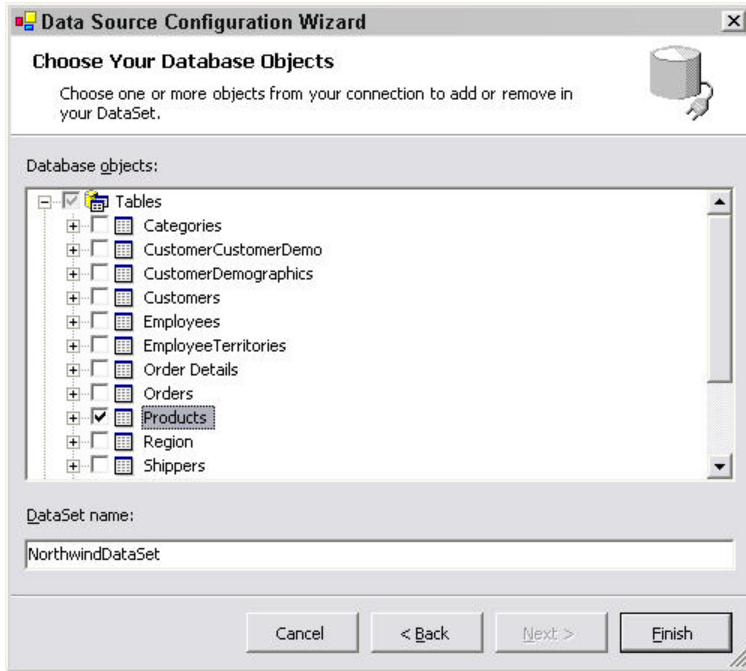 Data Source Configuration Wizard
Choose Your Database Objects
Choose one or more objects from your connection to add or remove in
your DataSet.
Database objects:
Tables
Categories
CustomerCustomerDemo
CustomerDemographics
Customers
Employees
EmployeeTerritories
Order Details
Orders
Products
Region
Shippers
DataSet name:
NorthwindDataSet
Cancel
< Back
Next >
Finish